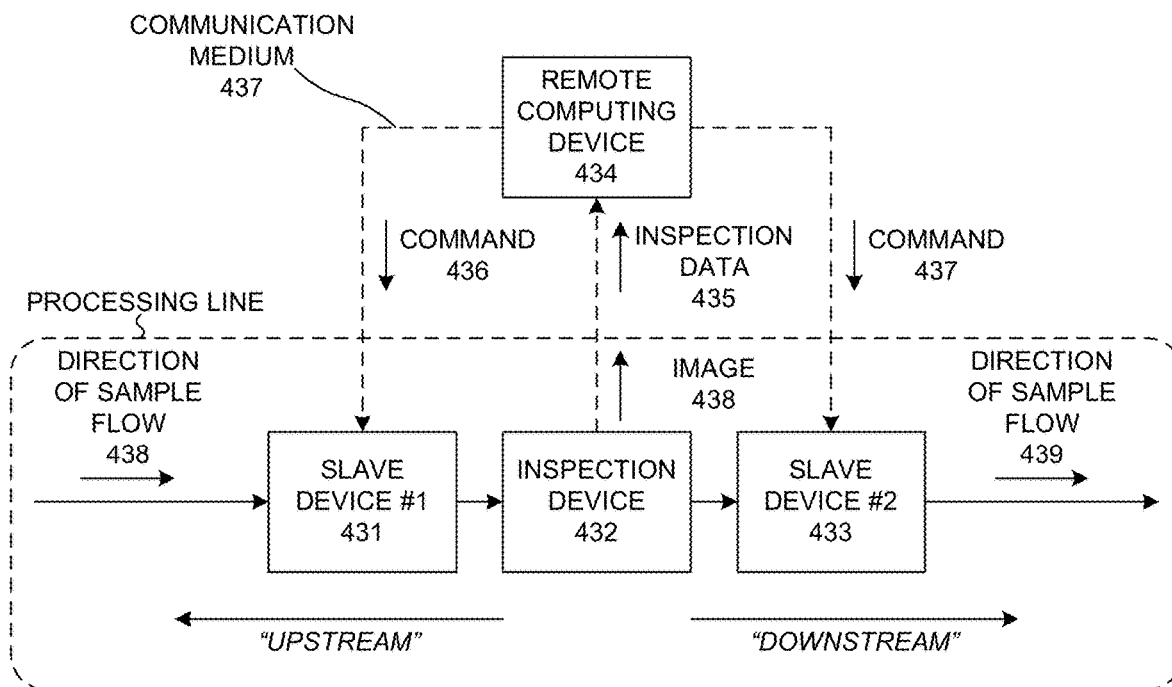 COMMUNICATION
MEDIUM
437
REMOTE
COMPUTING
DEVICE
434
COMMAND
436
INSPECTION
DATA
435
COMMAND
437
PROCESSING LINE
DIRECTION
OF SAMPLE
FLOW
438
IMAGE
438
DIRECTION
OF SAMPLE
FLOW
439
SLAVE
DEVICE #1
431
INSPECTION
DEVICE
432
SLAVE
DEVICE #2
433
"UPSTREAM"
"DOWNSTREAM"